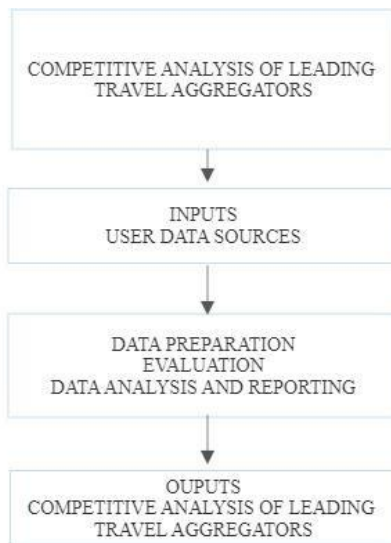 COMPETITIVE ANALYSIS OF LEADING
TRAVEL AGGREGATORS
INPUTS
USER DATA SOURCES
DATA PREPARATION
EVALUATION
DATA ANALYSIS AND REPORTING
OUPUTS
COMPETITIVE ANALYSIS OF LEADING
TRAVEL AGGREGATORS